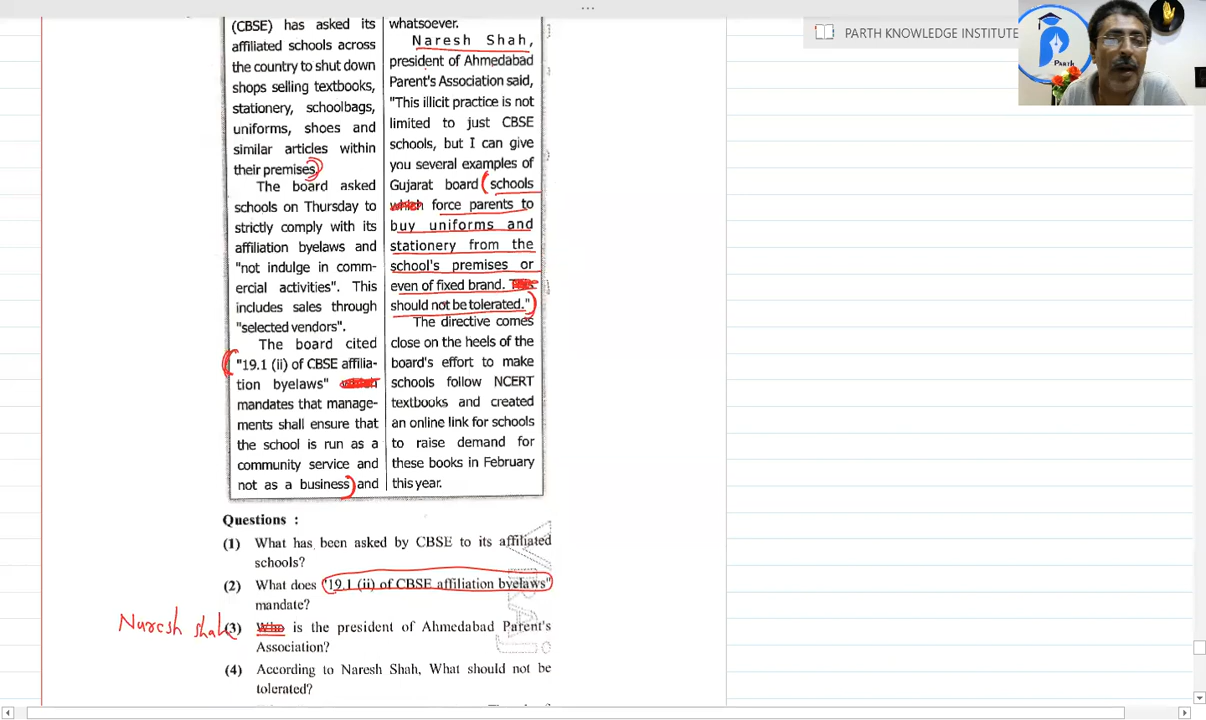 (CBSE) has asked its
affiliated schools across
the country to shut down
shops selling textbooks,
stationery, schoolbags,
uniforms, shoes and
similar articles within
their premises)
The board asked
schools on Thursday to
strictly comply with its
affiliation byelaws and
"not indulge in comm-
ercial activities". This
includes sales through
"selected vendors".
The board cited
("19.1 (ii) of CBSE affilia-
tion byelaws"
mandates that manage-
ments shall ensure that
the school is run as a
community service and
not as a business) and
whatsoever.
Naresh Shah,
president of Ahmedabad
Parent's Association said,
"This illicit practice is not
limited to just CBSE
schools, but I can give
you several examples of
Gujarat board (schools
which force parents to
buy uniforms and
stationery from the
school's premises or
even of fixed brand.
should not be tolerated.")
The directive comes
close on the heels of the
board's effort to make
schools follow NCERT
textbooks and created
an online link for schools
to raise demand for
these books in February
this year.
Questions :
(1) What has been asked by CBSE to its affiliated
schools?
(2) What does "19.1 (ii) of CBSE affiliation byelaws"
mandate?
Naresh shah
(3) Who is the president of Ahmedabad Parent's
Association?
(4) According to Naresh Shah, What should not be
tolerated?
PARTH KNOWLEDGE INSTITUTE
Parth